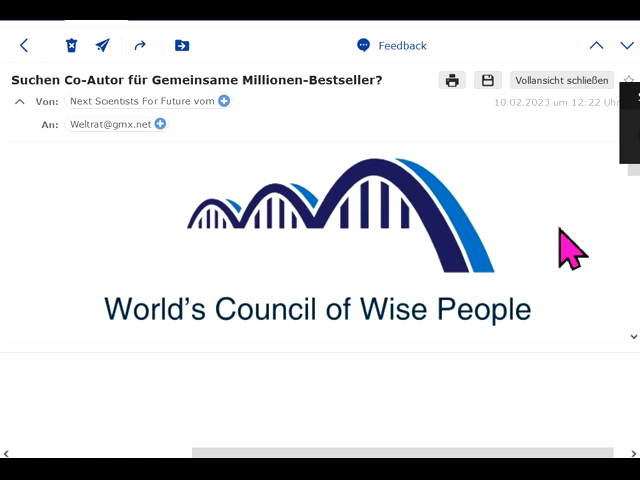 Feedback
Suchen Co-Autor für Gemeinsame Millionen-Bestseller?
Vollansicht schließen
Von: Next Scientists For Future vom
10.02.2023 um 12:22 Uhr
An: Weltrat@gmx.net
World's Council of Wise People